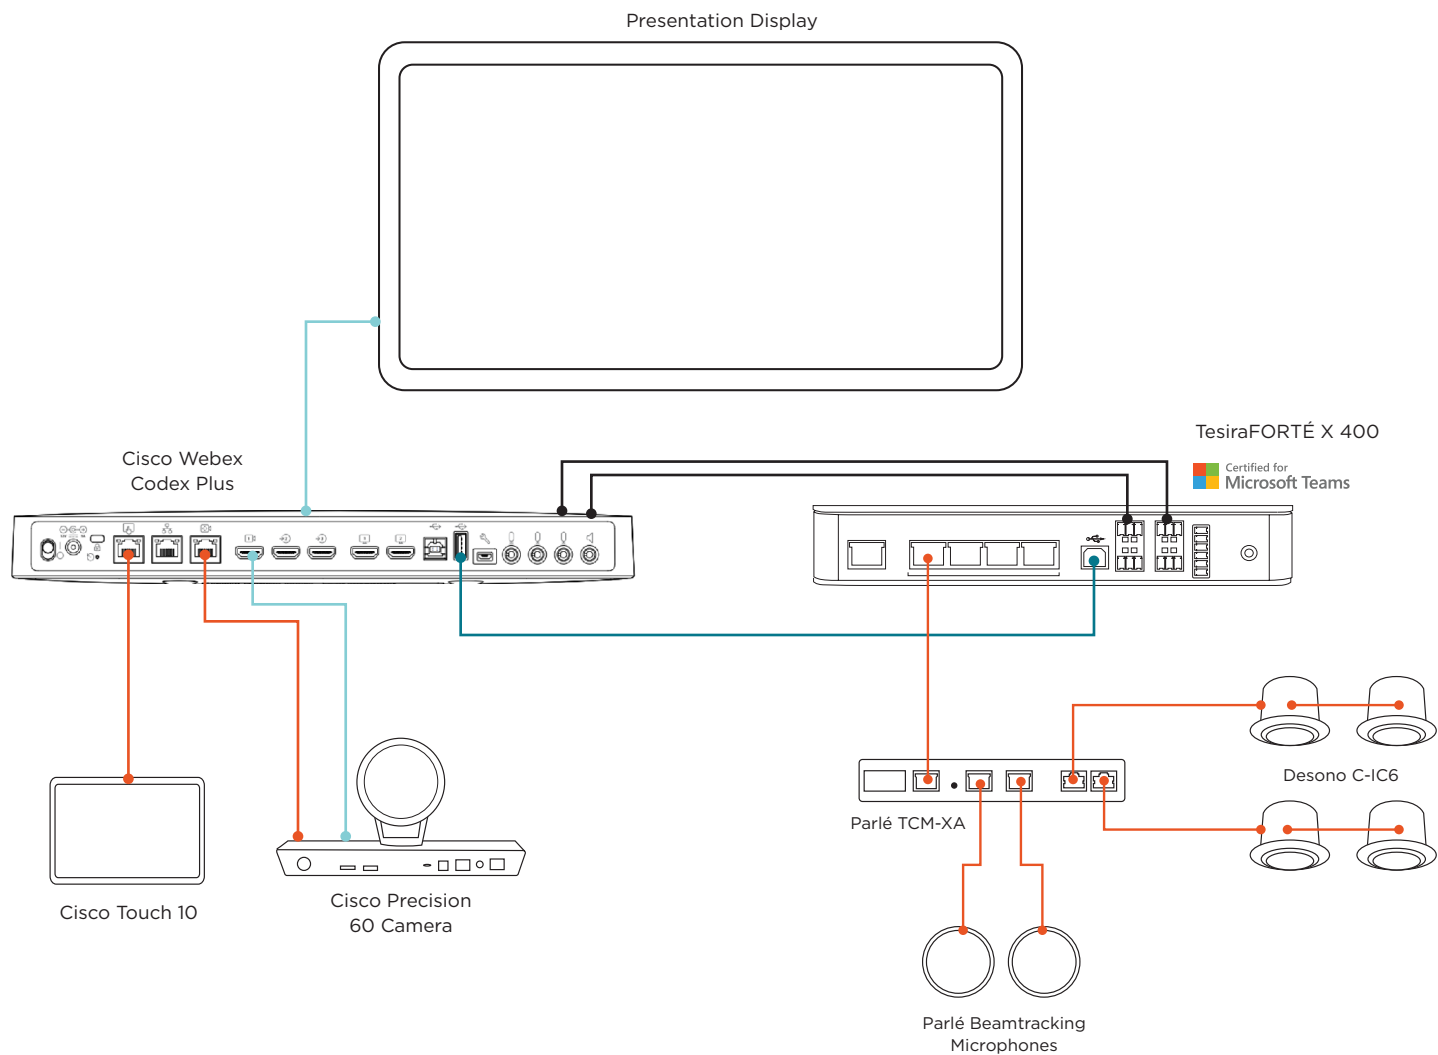 Presentation Display
TesiraFORTÉ X 400
Certified for
Microsoft Teams
Cisco Webex
Codex Plus
Desono C-IC6
Parlé TCM-XA
Cisco Touch 10
Cisco Precision
60 Camera
Parlé Beamtracking
Microphones